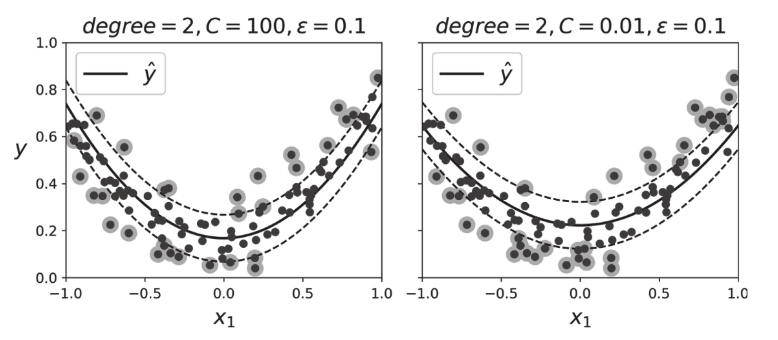 degree = 2, C = 100, ε = 0.1
degree = 2, C = 0.01, ε = 0.1
1.0
0.8
0.6
0.4
0.2
0.0
y
ŷ
ŷ
−1.0 −0.5 0.0 0.5 1.0
−1.0 −0.5 0.0 0.5 1.0
x₁
x₁